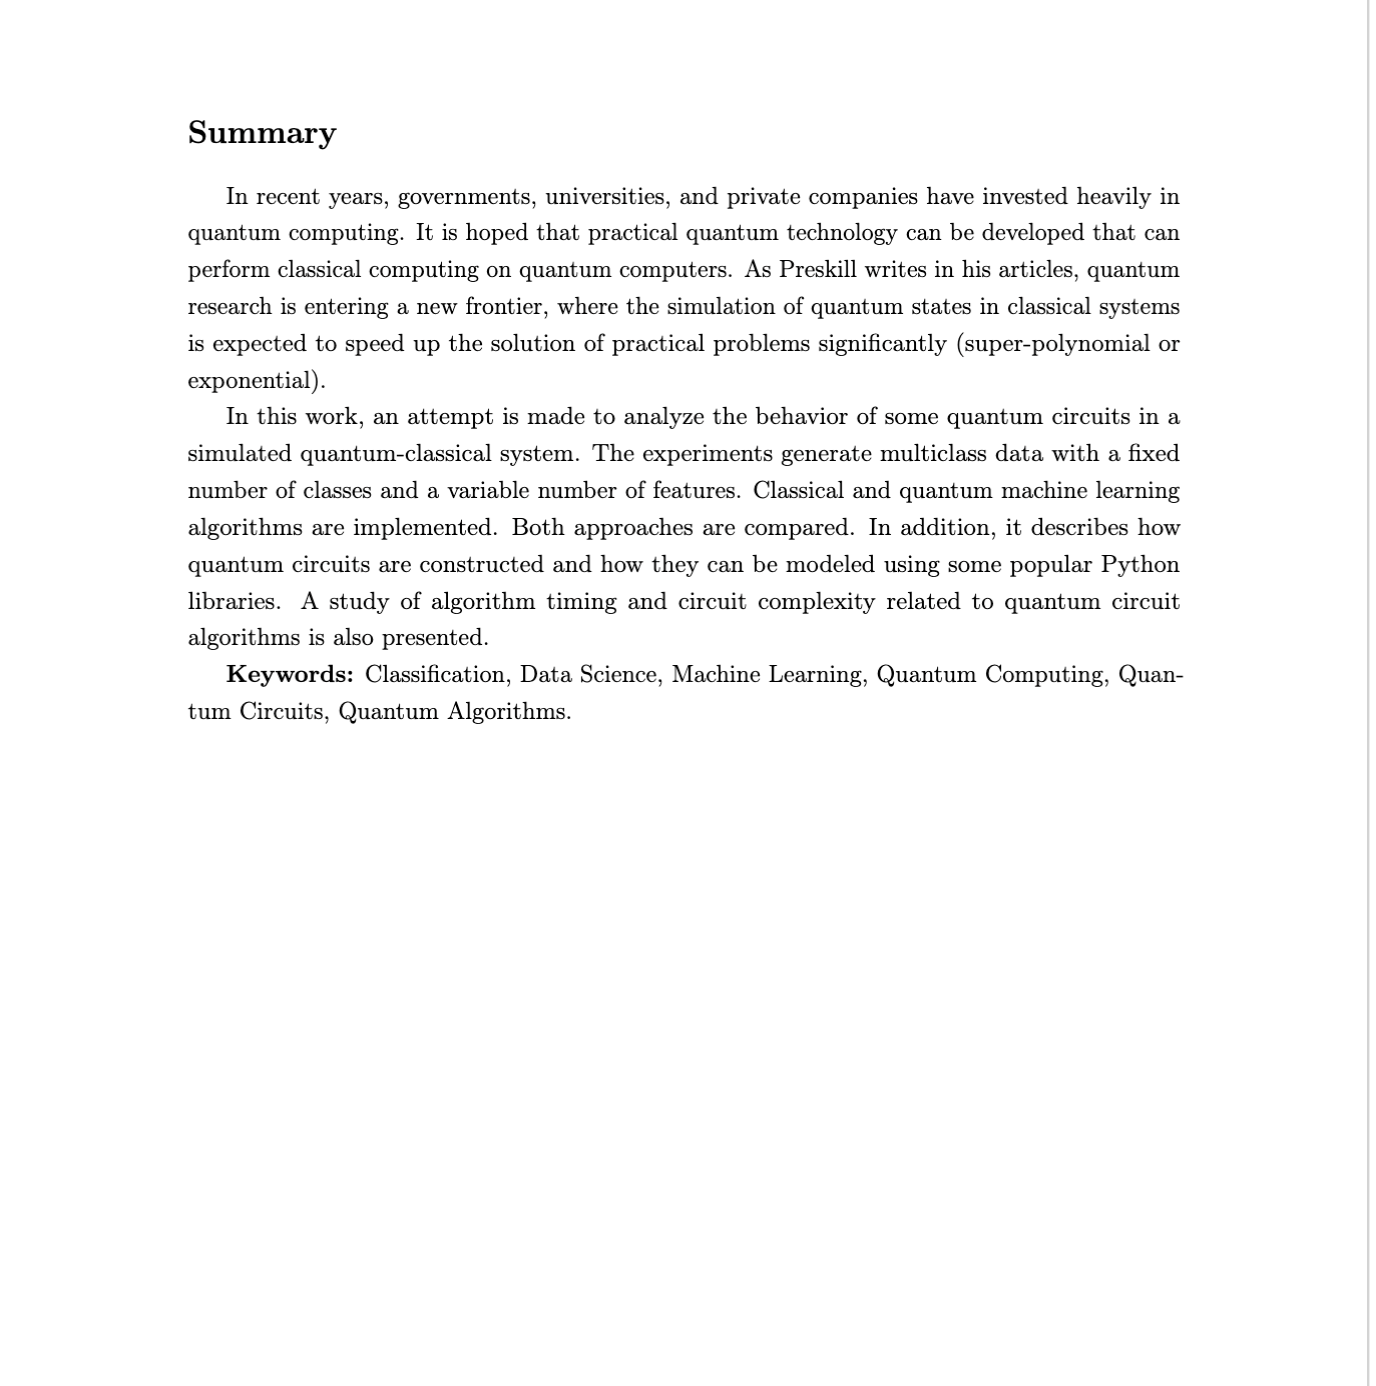 Summary
In recent years, governments, universities, and private companies have invested heavily in
quantum computing. It is hoped that practical quantum technology can be developed that can
perform classical computing on quantum computers. As Preskill writes in his articles, quantum
research is entering a new frontier, where the simulation of quantum states in classical systems
is expected to speed up the solution of practical problems significantly (super-polynomial or
exponential).
In this work, an attempt is made to analyze the behavior of some quantum circuits in a
simulated quantum-classical system. The experiments generate multiclass data with a fixed
number of classes and a variable number of features. Classical and quantum machine learning
algorithms are implemented. Both approaches are compared. In addition, it describes how
quantum circuits are constructed and how they can be modeled using some popular Python
libraries. A study of algorithm timing and circuit complexity related to quantum circuit
algorithms is also presented.
Keywords: Classification, Data Science, Machine Learning, Quantum Computing, Quan-
tum Circuits, Quantum Algorithms.